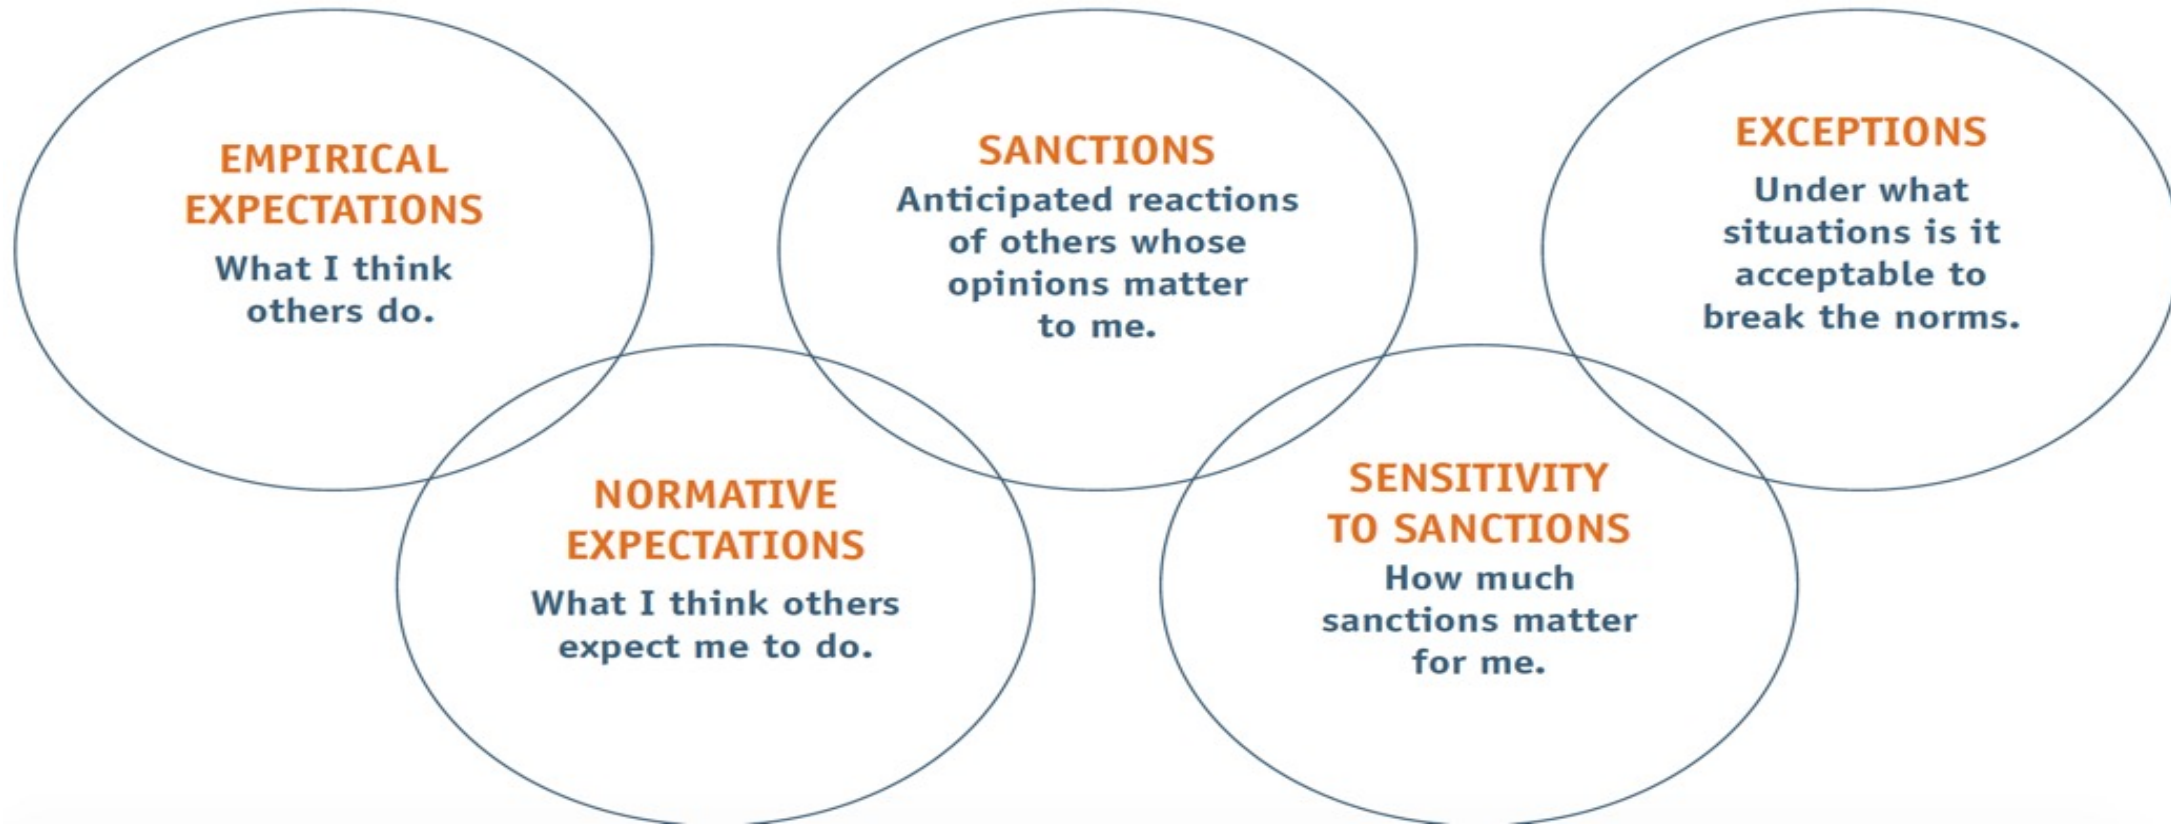 EMPIRICAL
EXPECTATIONS
What I think
others do.
NORMATIVE
EXPECTATIONS
What I think others
expect me to do.
SANCTIONS
Anticipated reactions
of others whose
opinions matter
to me.
SENSITIVITY
TO SANCTIONS
How much
sanctions matter
for me.
EXCEPTIONS
Under what
situations is it
acceptable to
break the norms.